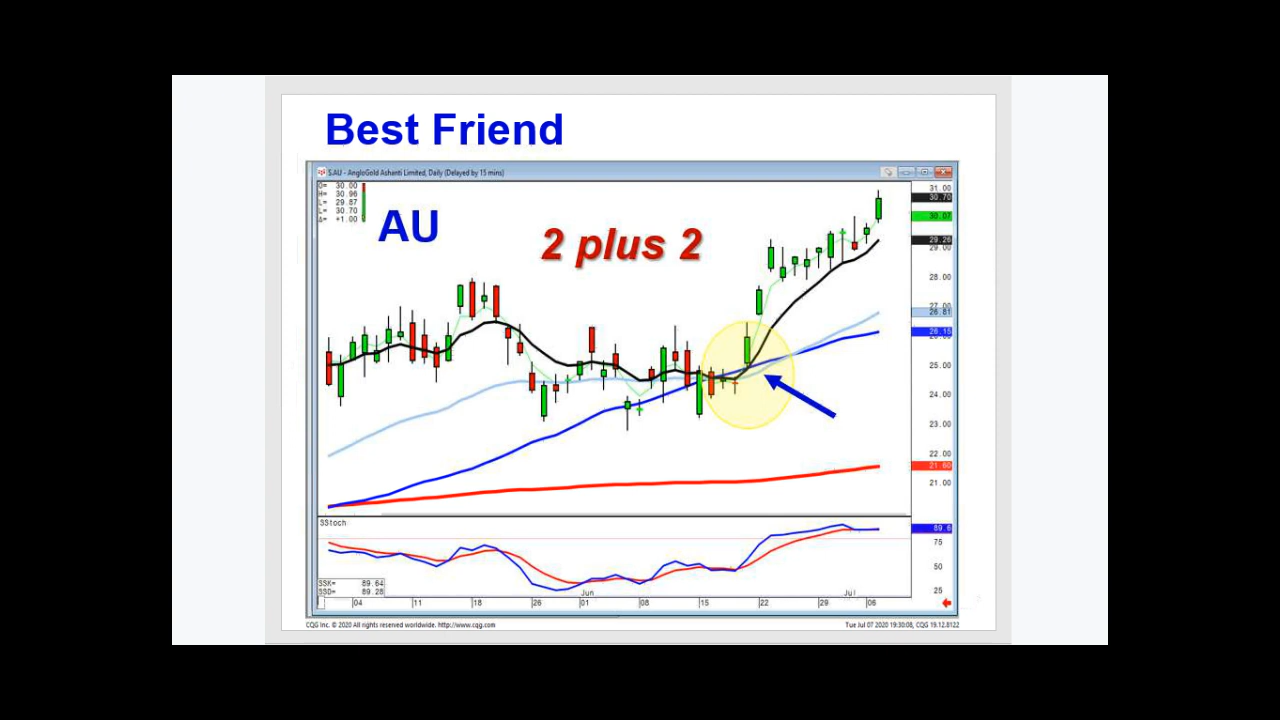 Best Friend
S.AU - AngloGold Ashanti Limited, Daily (Delayed by 15 mins)
O= 30.00
H= 30.96
L= 29.87
L= 30.70
Δ= +1.00
AU
2 plus 2
31.00
30.70
30.07
29.26
29.00
28.00
27.00
26.81
26.15
25.00
24.00
23.00
22.00
21.60
21.00
SStoch
89.6
75
50
25
SSK= 89.64
SSD= 89.28
Jun
Jul
04
11
18
26
01
08
15
22
29
06
CQG Inc. © 2020 All rights reserved worldwide. http://www.cqg.com
Tue Jul 07 2020 19:30:08, CQG 19.12.8122